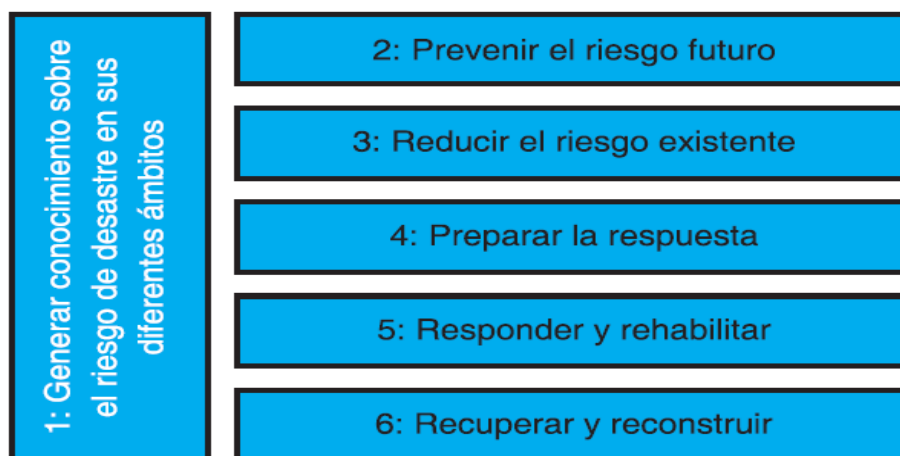 1: Generar conocimiento sobre
el riesgo de desastre en sus
diferentes ámbitos
2: Prevenir el riesgo futuro
3: Reducir el riesgo existente
4: Preparar la respuesta
5: Responder y rehabilitar
6: Recuperar y reconstruir